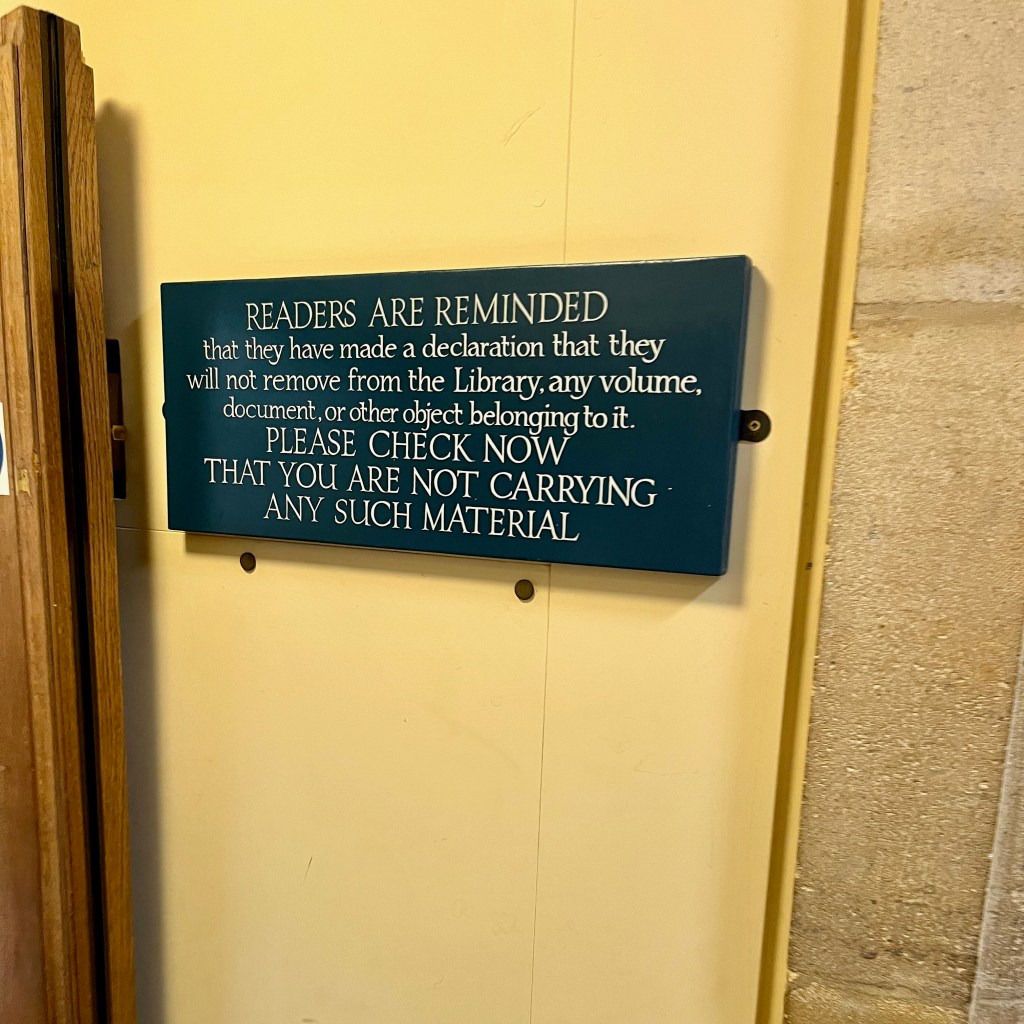 READERS ARE REMINDED
that they have made a declaration that they
will not remove from the Library, any volume,
document, or other object belonging to it.
PLEASE CHECK NOW
THAT YOU ARE NOT CARRYING
ANY SUCH MATERIAL